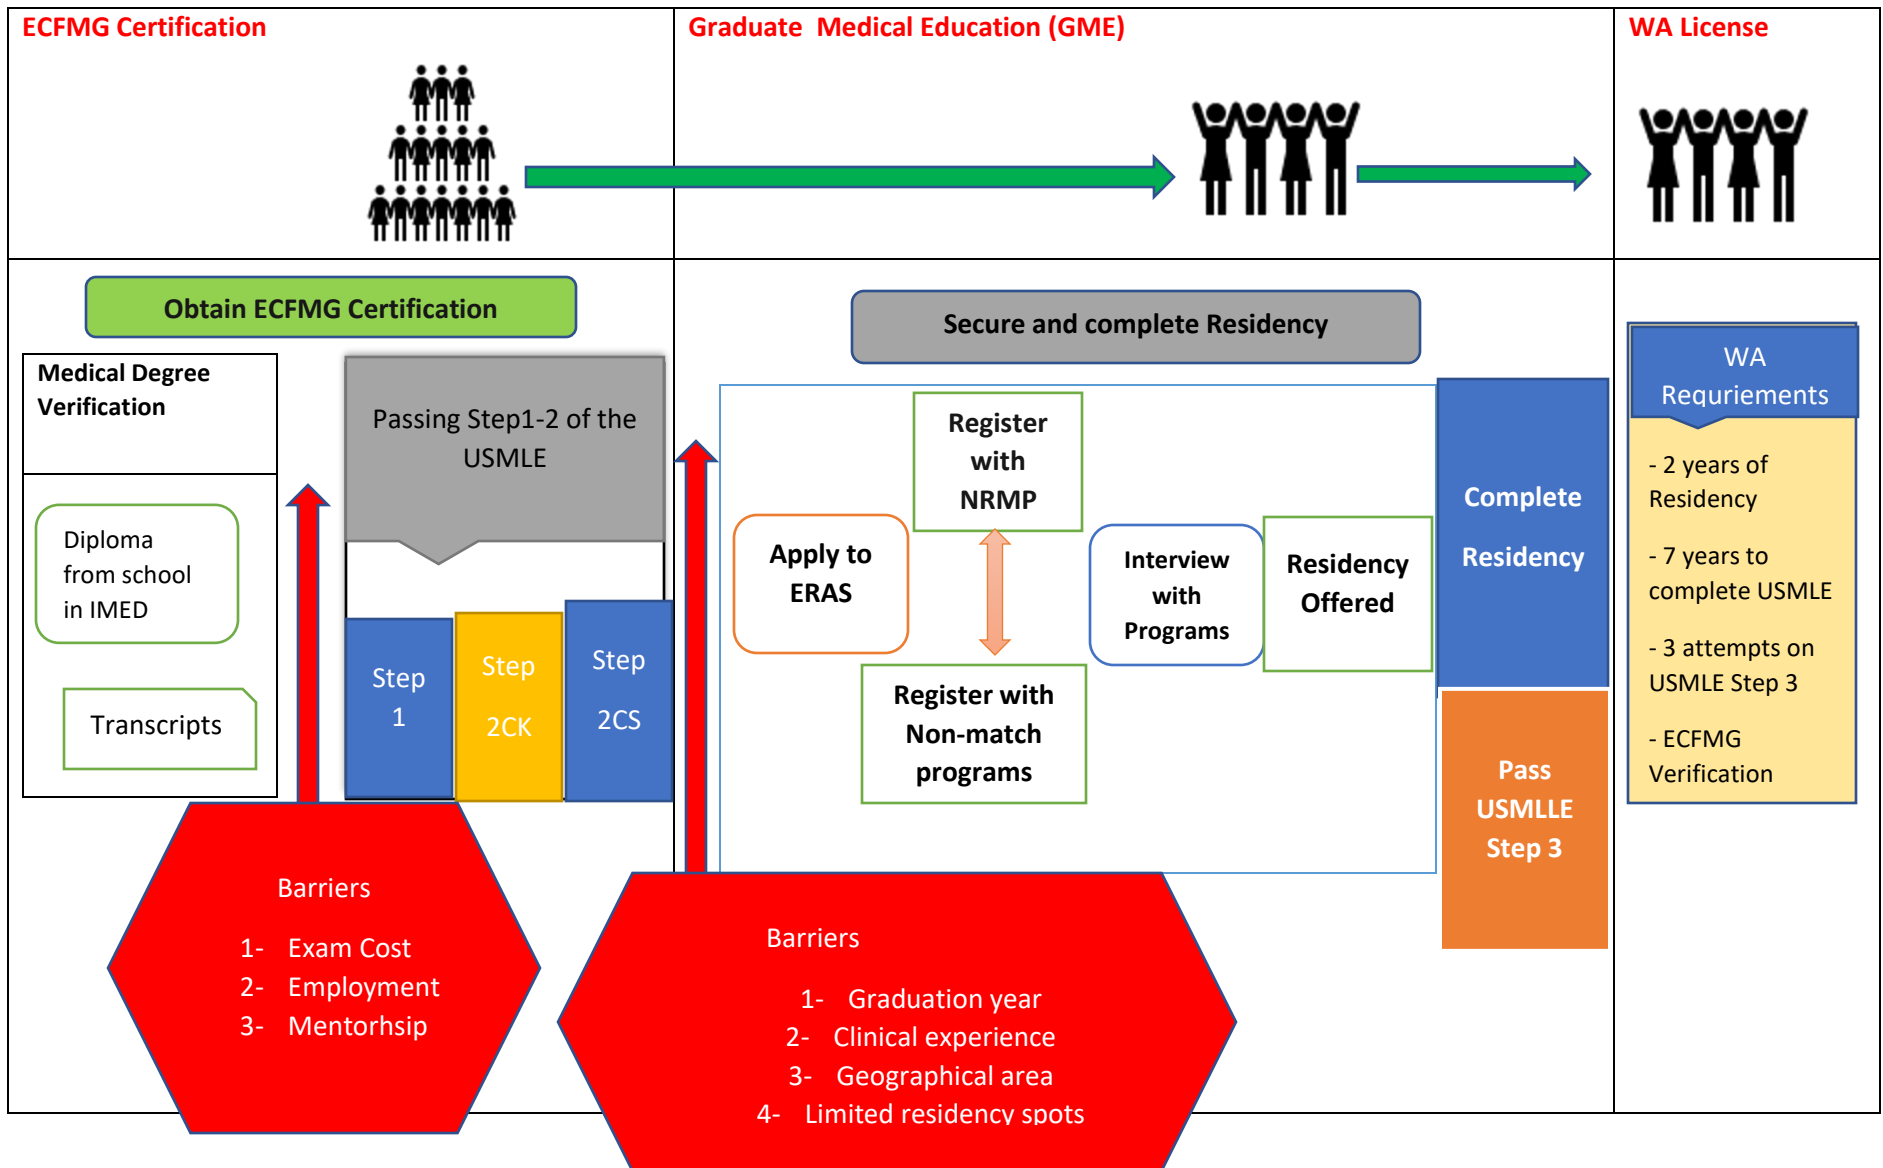 ECFMG Certification
Graduate Medical Education (GME)
WA License
Obtain ECFMG Certification
Medical Degree
Verification
Diploma
from school
in IMED
Transcripts
Passing Step1-2 of the
USMLE
Step
1
Step
2CK
Step
2CS
Barriers
1- Exam Cost
2- Employment
3- Mentorhsip
Secure and complete Residency
Apply to
ERAS
Register
with
NRMP
Register with
Non-match
programs
Interview
with
Programs
Residency
Offered
Complete
Residency
Pass
USMLLE
Step 3
Barriers
1- Graduation year
2- Clinical experience
3- Geographical area
4- Limited residency spots
WA
Requriements
- 2 years of
Residency
- 7 years to
complete USMLE
- 3 attempts on
USMLE Step 3
- ECFMG
Verification